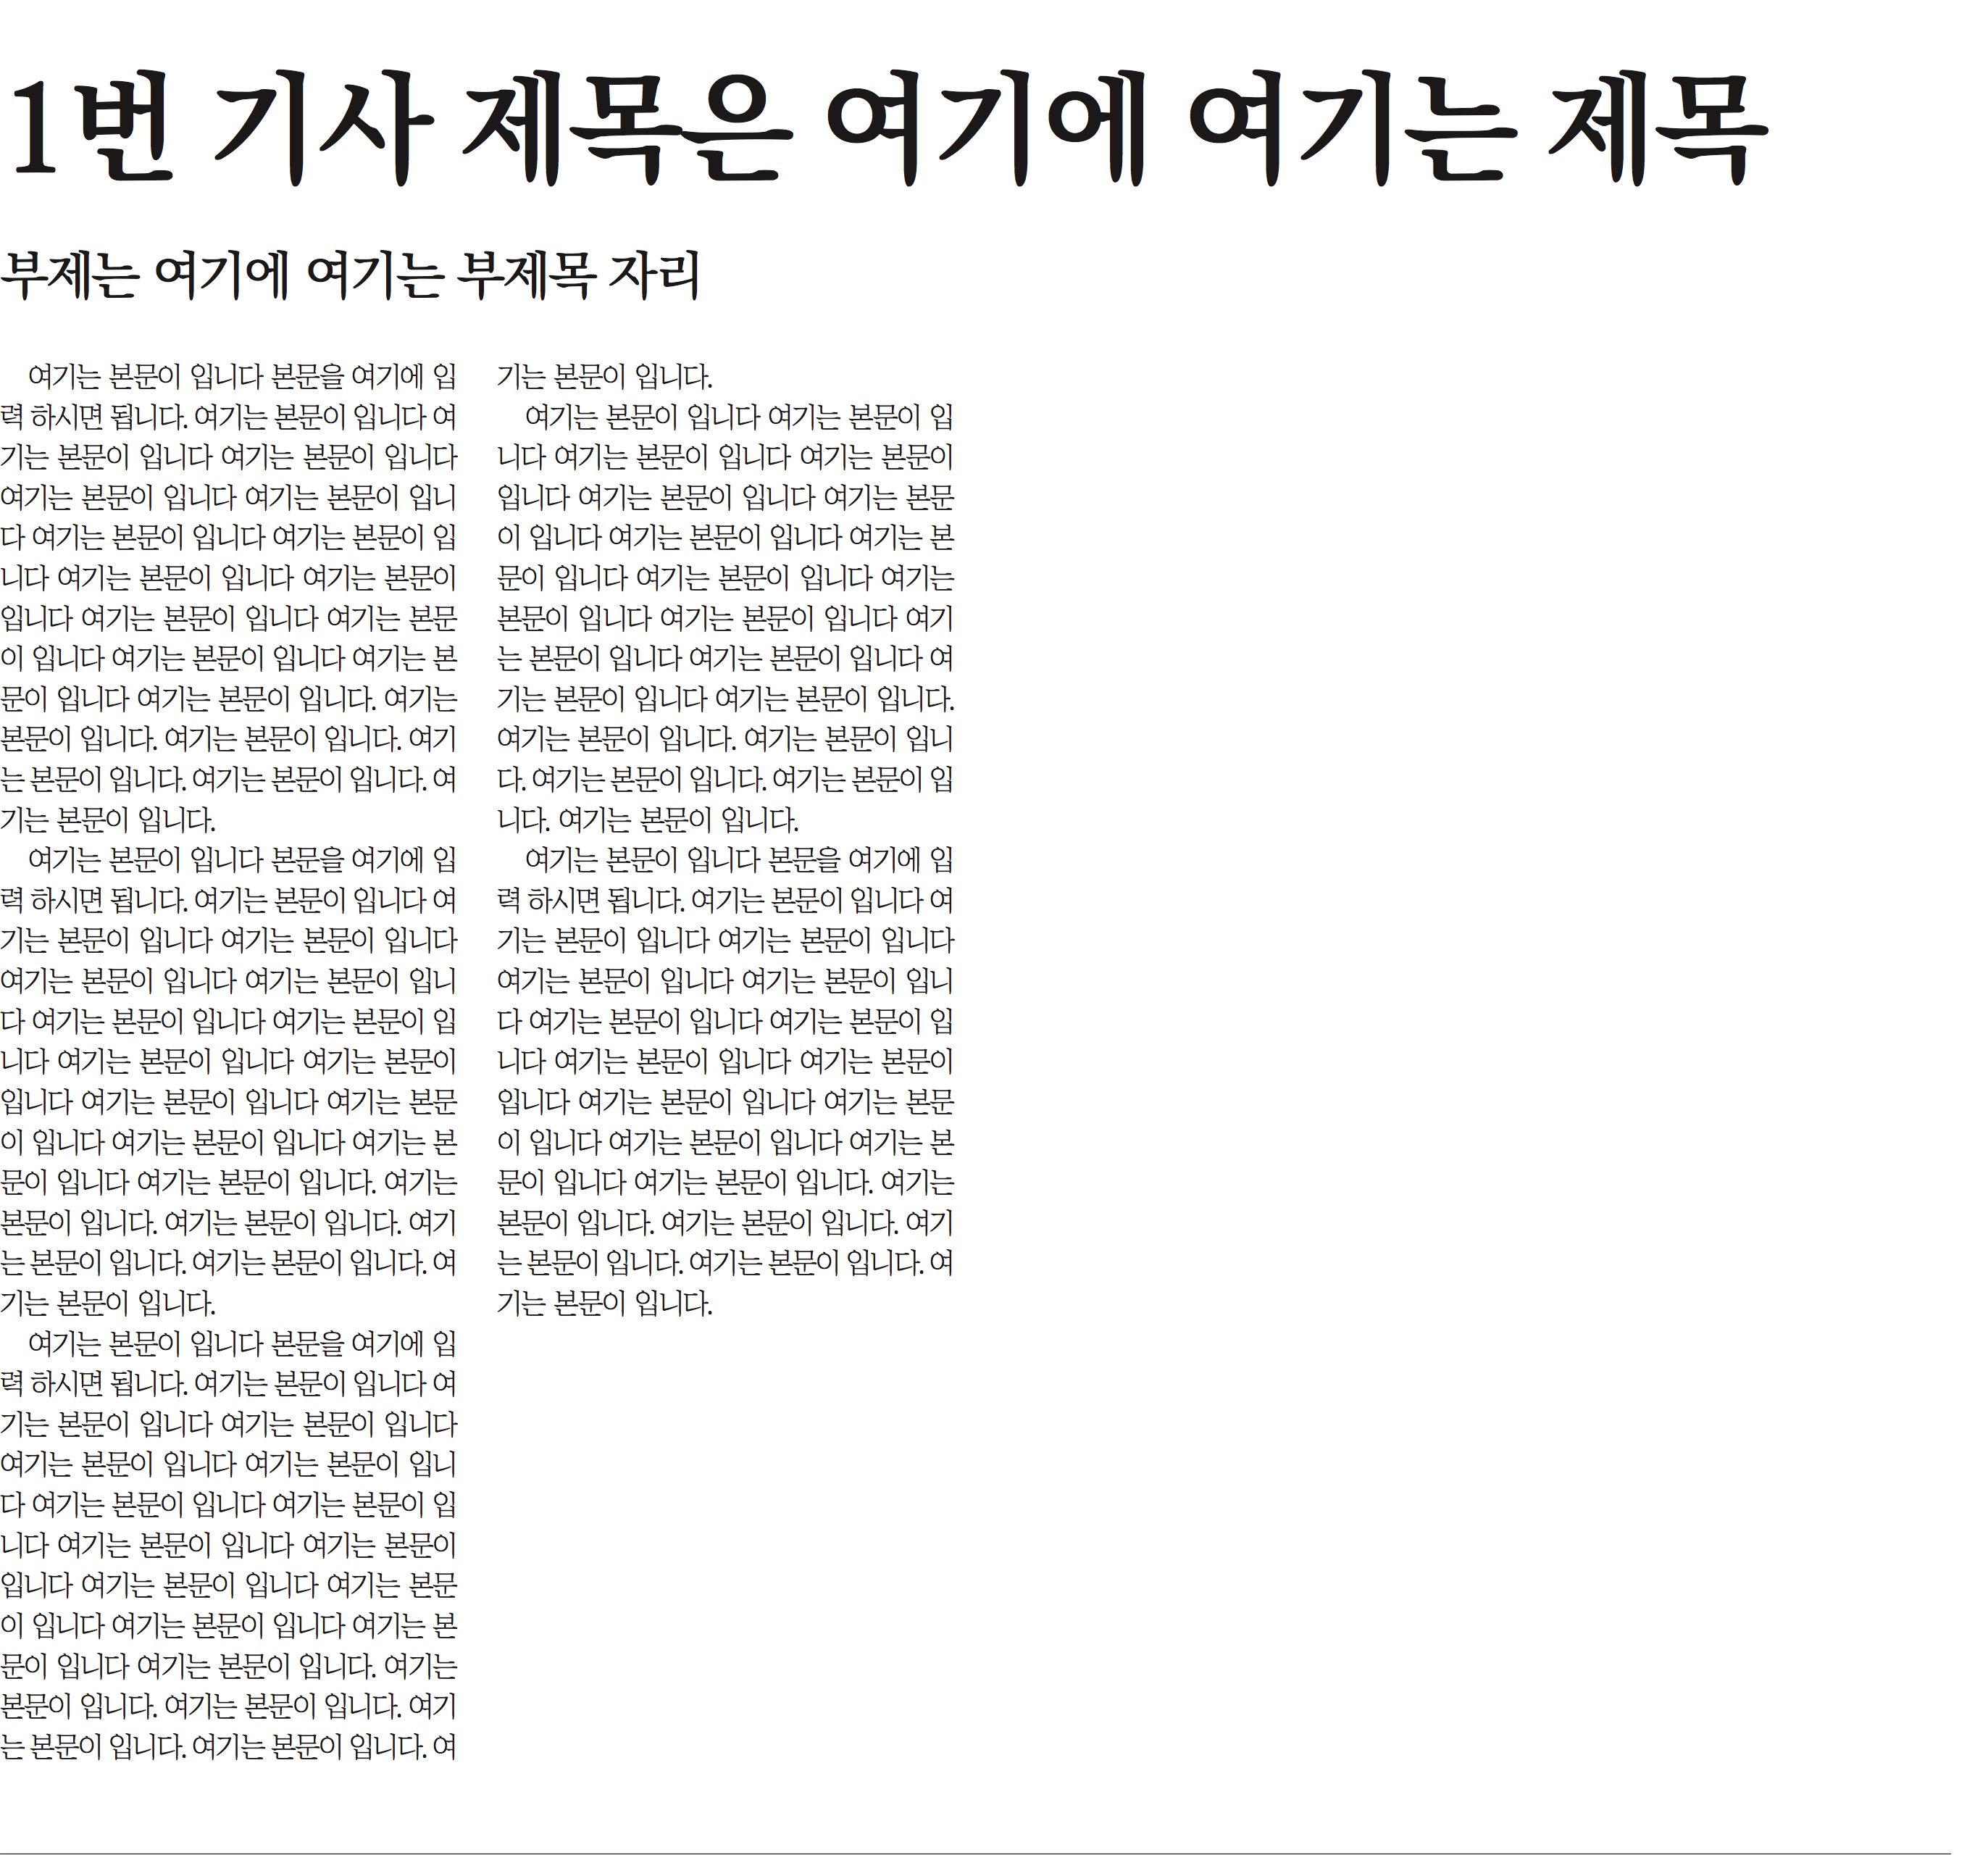 1번 기사 제목은 여기에 여기는 제목
부제는 여기에 여기는 부제목 자리
여기는 본문이 입니다 본문을 여기에 입
력 하시면 됩니다. 여기는 본문이 입니다 여
기는 본문이 입니다 여기는 본문이 입니다
여기는 본문이 입니다 여기는 본문이 입니
다 여기는 본문이 입니다 여기는 본문이 입
니다 여기는 본문이 입니다 여기는 본문이
입니다 여기는 본문이 입니다 여기는 본문
이 입니다 여기는 본문이 입니다 여기는 본
문이 입니다 여기는 본문이 입니다. 여기는
본문이 입니다. 여기는 본문이 입니다. 여기
는 본문이 입니다. 여기는 본문이 입니다. 여
기는 본문이 입니다.
여기는 본문이 입니다 본문을 여기에 입
력 하시면 됩니다. 여기는 본문이 입니다 여
기는 본문이 입니다 여기는 본문이 입니다
여기는 본문이 입니다 여기는 본문이 입니
다 여기는 본문이 입니다 여기는 본문이 입
니다 여기는 본문이 입니다 여기는 본문이
입니다 여기는 본문이 입니다 여기는 본문
이 입니다 여기는 본문이 입니다 여기는 본
문이 입니다 여기는 본문이 입니다. 여기는
본문이 입니다. 여기는 본문이 입니다. 여기
는 본문이 입니다. 여기는 본문이 입니다. 여
기는 본문이 입니다.
여기는 본문이 입니다 본문을 여기에 입
력 하시면 됩니다. 여기는 본문이 입니다 여
기는 본문이 입니다 여기는 본문이 입니다
여기는 본문이 입니다 여기는 본문이 입니
다 여기는 본문이 입니다 여기는 본문이 입
니다 여기는 본문이 입니다 여기는 본문이
입니다 여기는 본문이 입니다 여기는 본문
이 입니다 여기는 본문이 입니다 여기는 본
문이 입니다 여기는 본문이 입니다. 여기는
본문이 입니다. 여기는 본문이 입니다. 여기
는 본문이 입니다. 여기는 본문이 입니다. 여
기는 본문이 입니다.
여기는 본문이 입니다 여기는 본문이 입
니다 여기는 본문이 입니다 여기는 본문이
입니다 여기는 본문이 입니다 여기는 본문
이 입니다 여기는 본문이 입니다 여기는 본
문이 입니다 여기는 본문이 입니다 여기는
본문이 입니다 여기는 본문이 입니다 여기
는 본문이 입니다 여기는 본문이 입니다 여
기는 본문이 입니다 여기는 본문이 입니다.
여기는 본문이 입니다. 여기는 본문이 입니
다. 여기는 본문이 입니다. 여기는 본문이 입
니다. 여기는 본문이 입니다.
여기는 본문이 입니다 본문을 여기에 입
력 하시면 됩니다. 여기는 본문이 입니다 여
기는 본문이 입니다 여기는 본문이 입니다
여기는 본문이 입니다 여기는 본문이 입니
다 여기는 본문이 입니다 여기는 본문이 입
니다 여기는 본문이 입니다 여기는 본문이
입니다 여기는 본문이 입니다 여기는 본문
이 입니다 여기는 본문이 입니다 여기는 본
문이 입니다 여기는 본문이 입니다. 여기는
본문이 입니다. 여기는 본문이 입니다. 여기
는 본문이 입니다. 여기는 본문이 입니다. 여
기는 본문이 입니다.